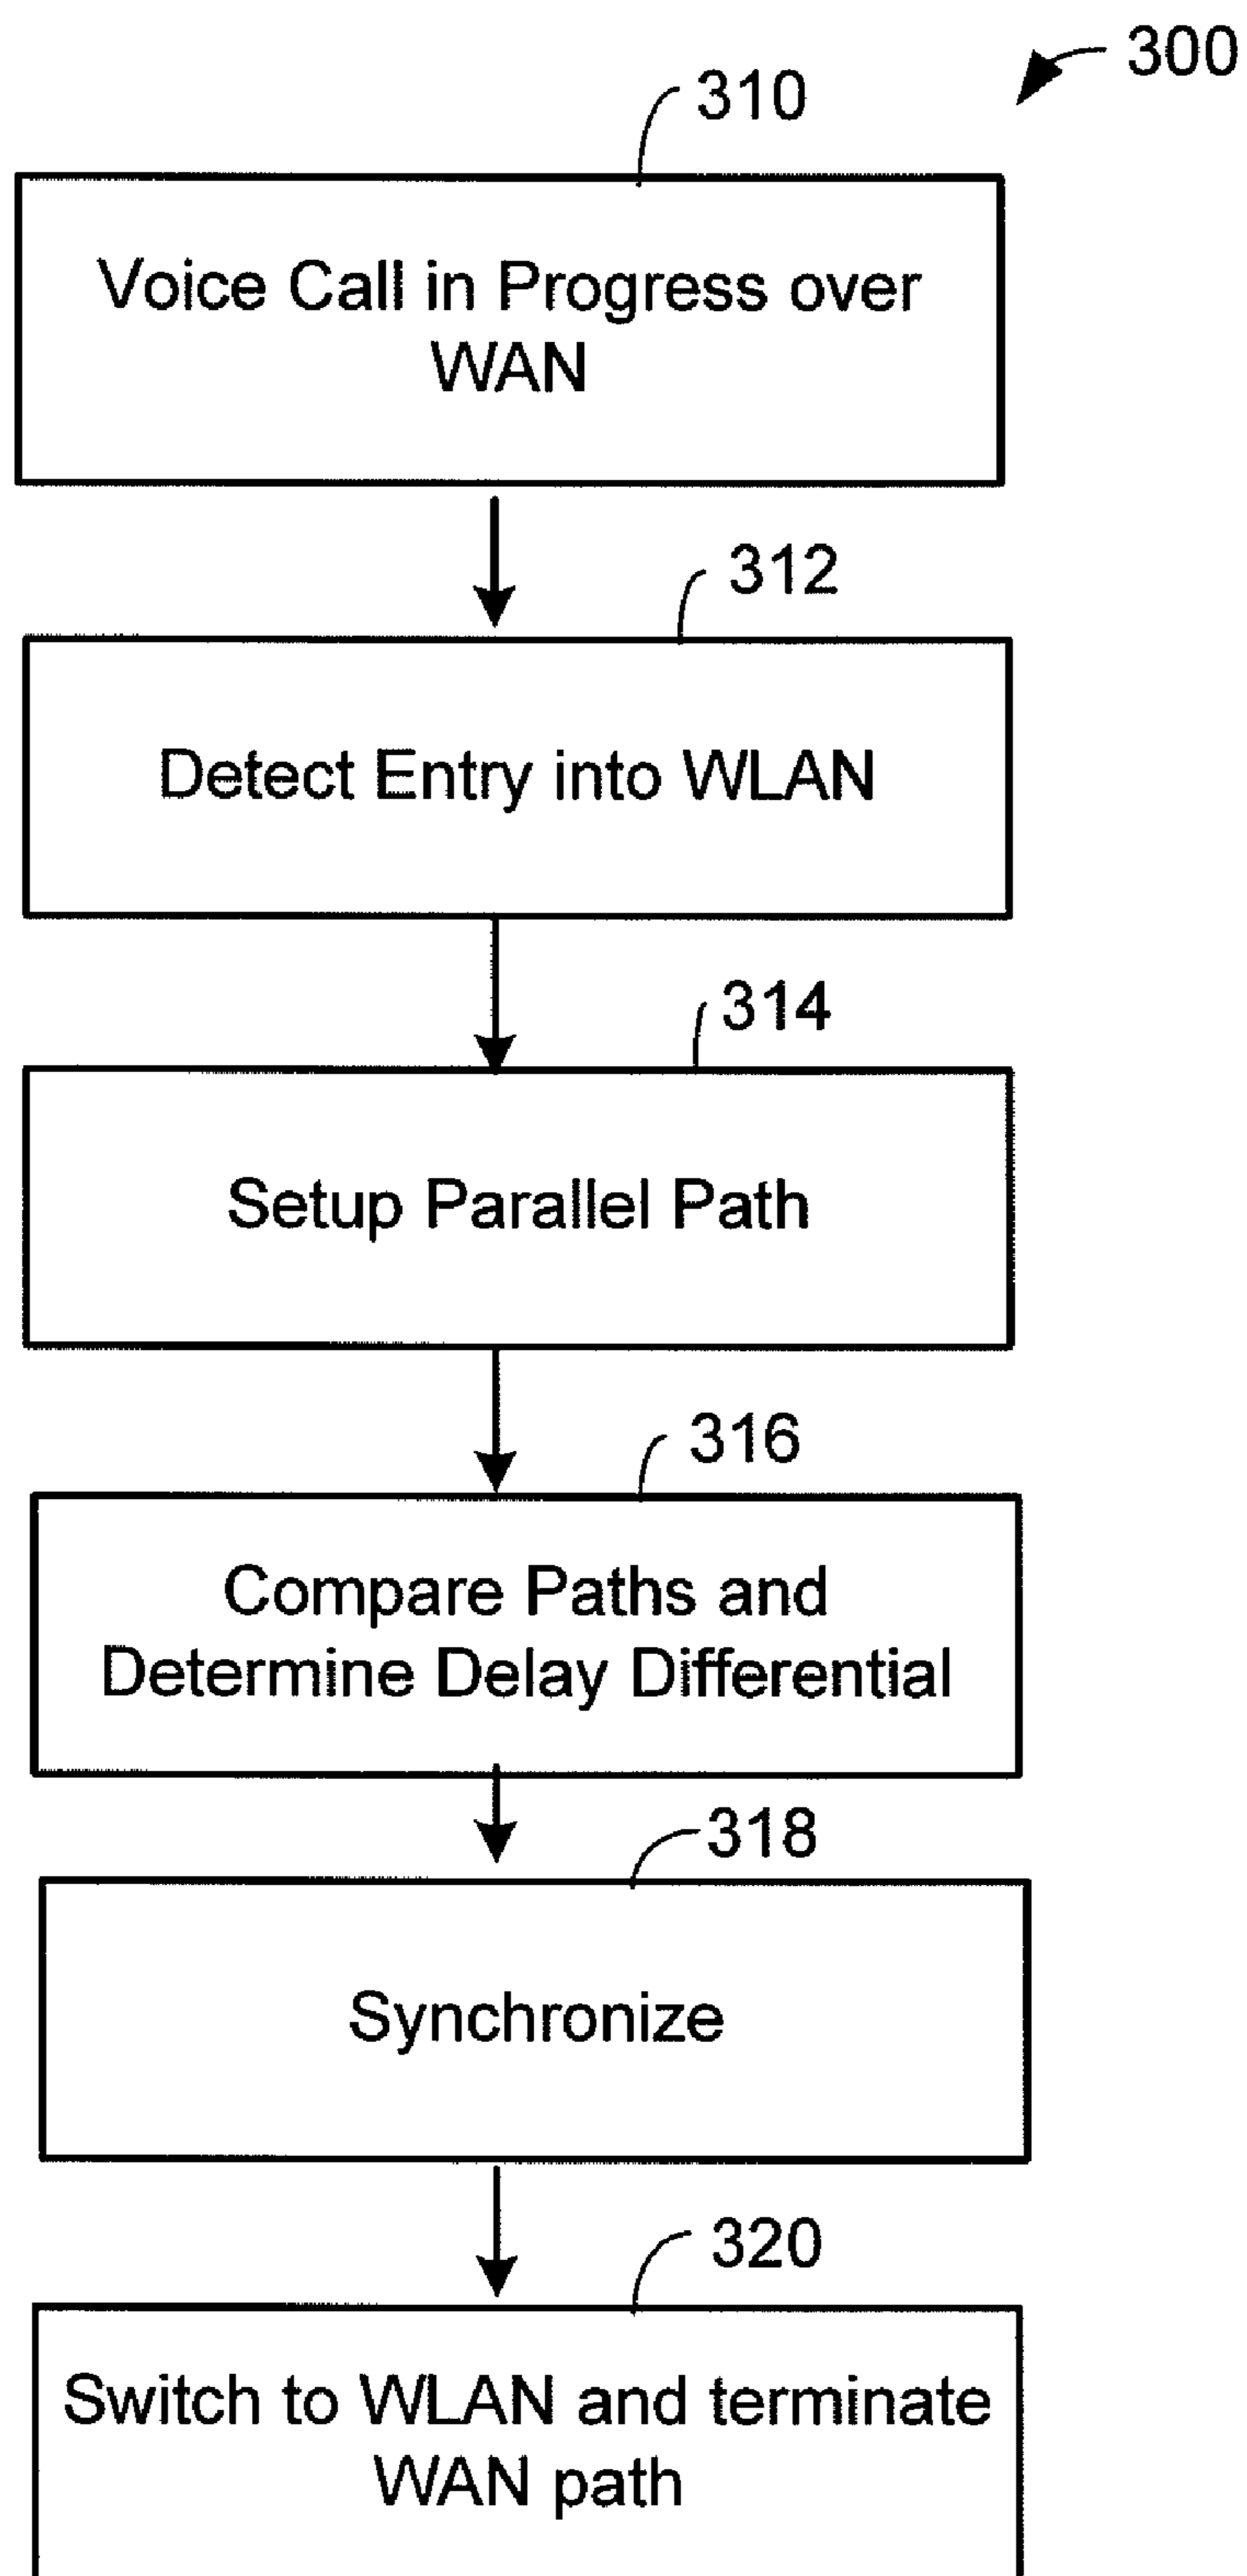 300
310
Voice Call in Progress over
WAN
312
Detect Entry into WLAN
314
Setup Parallel Path
316
Compare Paths and
Determine Delay Differential
318
Synchronize
320
Switch to WLAN and terminate
WAN path